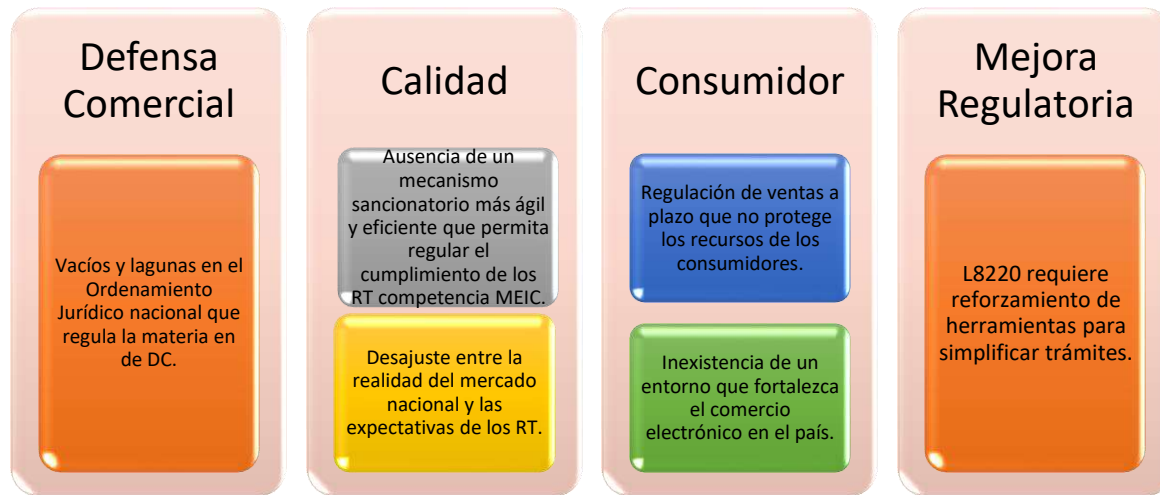 Defensa
Comercial
Vacíos y lagunas en el
Ordenamiento
Jurídico nacional que
regula la materia en
de DC.
Calidad
Ausencia de un
mecanismo
sancionatorio más ágil
y eficiente que permita
regular el
cumplimiento de los
RT competencia MEIC.
Desajuste entre la
realidad del mercado
nacional y las
expectativas de los RT.
Consumidor
Regulación de ventas a
plazo que no protege
los recursos de los
consumidores.
Inexistencia de un
entorno que fortalezca
el comercio
electrónico en el país.
Mejora
Regulatoria
L8220 requiere
reforzamiento de
herramientas para
simplificar trámites.